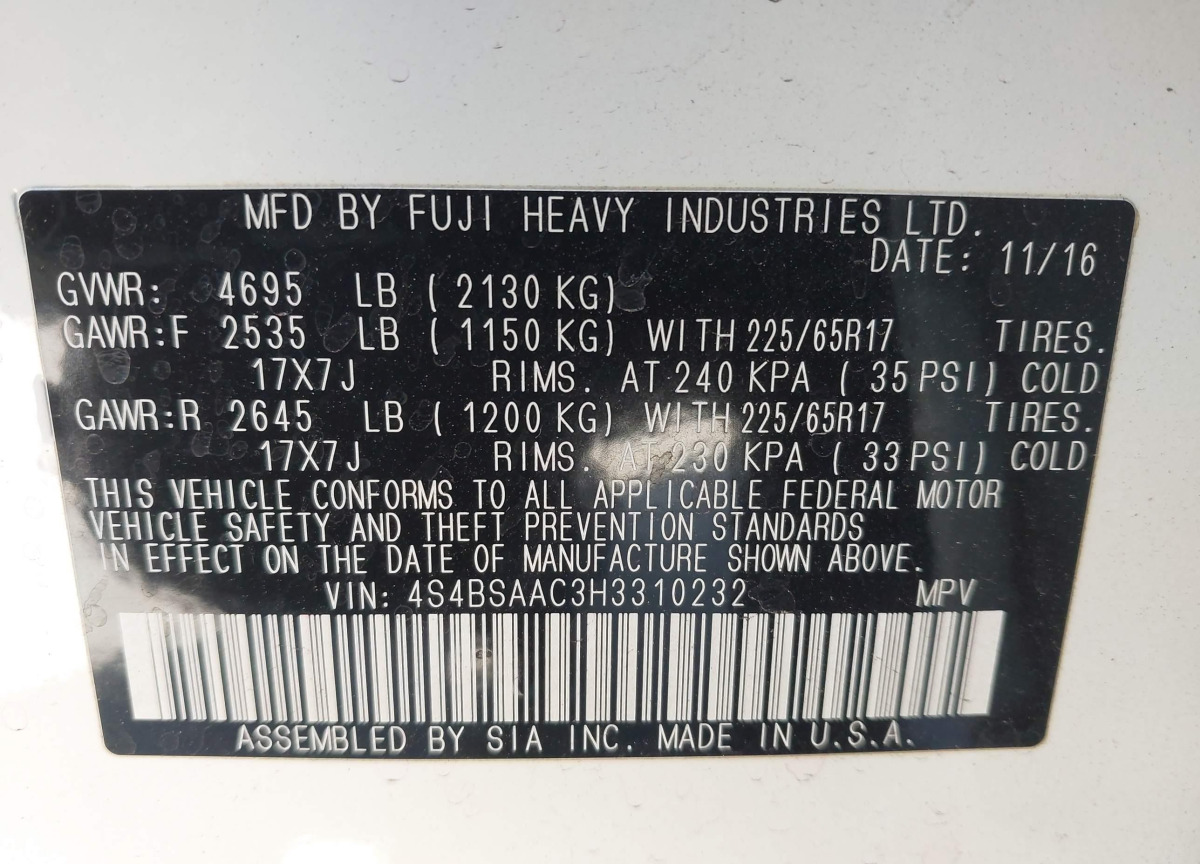 MFD BY FUJI HEAVY INDUSTRIES LTD.
DATE: 11/16
GVWR: 4695 LB (2130 KG)
GAWR:F 2535 LB (1150 KG) WITH 225/65R17 TIRES.
17X7J RIMS. AT 240 KPA (35 PSI) COLD
GAWR:R 2645 LB (1200 KG) WITH 225/65R17 TIRES.
17X7J RIMS. AT 230 KPA (33 PSI) COLD
THIS VEHICLE CONFORMS TO ALL APPLICABLE FEDERAL MOTOR
VEHICLE SAFETY AND THEFT PREVENTION STANDARDS
IN EFFECT ON THE DATE OF MANUFACTURE SHOWN ABOVE.
VIN: 4S4BSAAC3H3310232 MPV
ASSEMBLED BY SIA INC. MADE IN U.S.A.